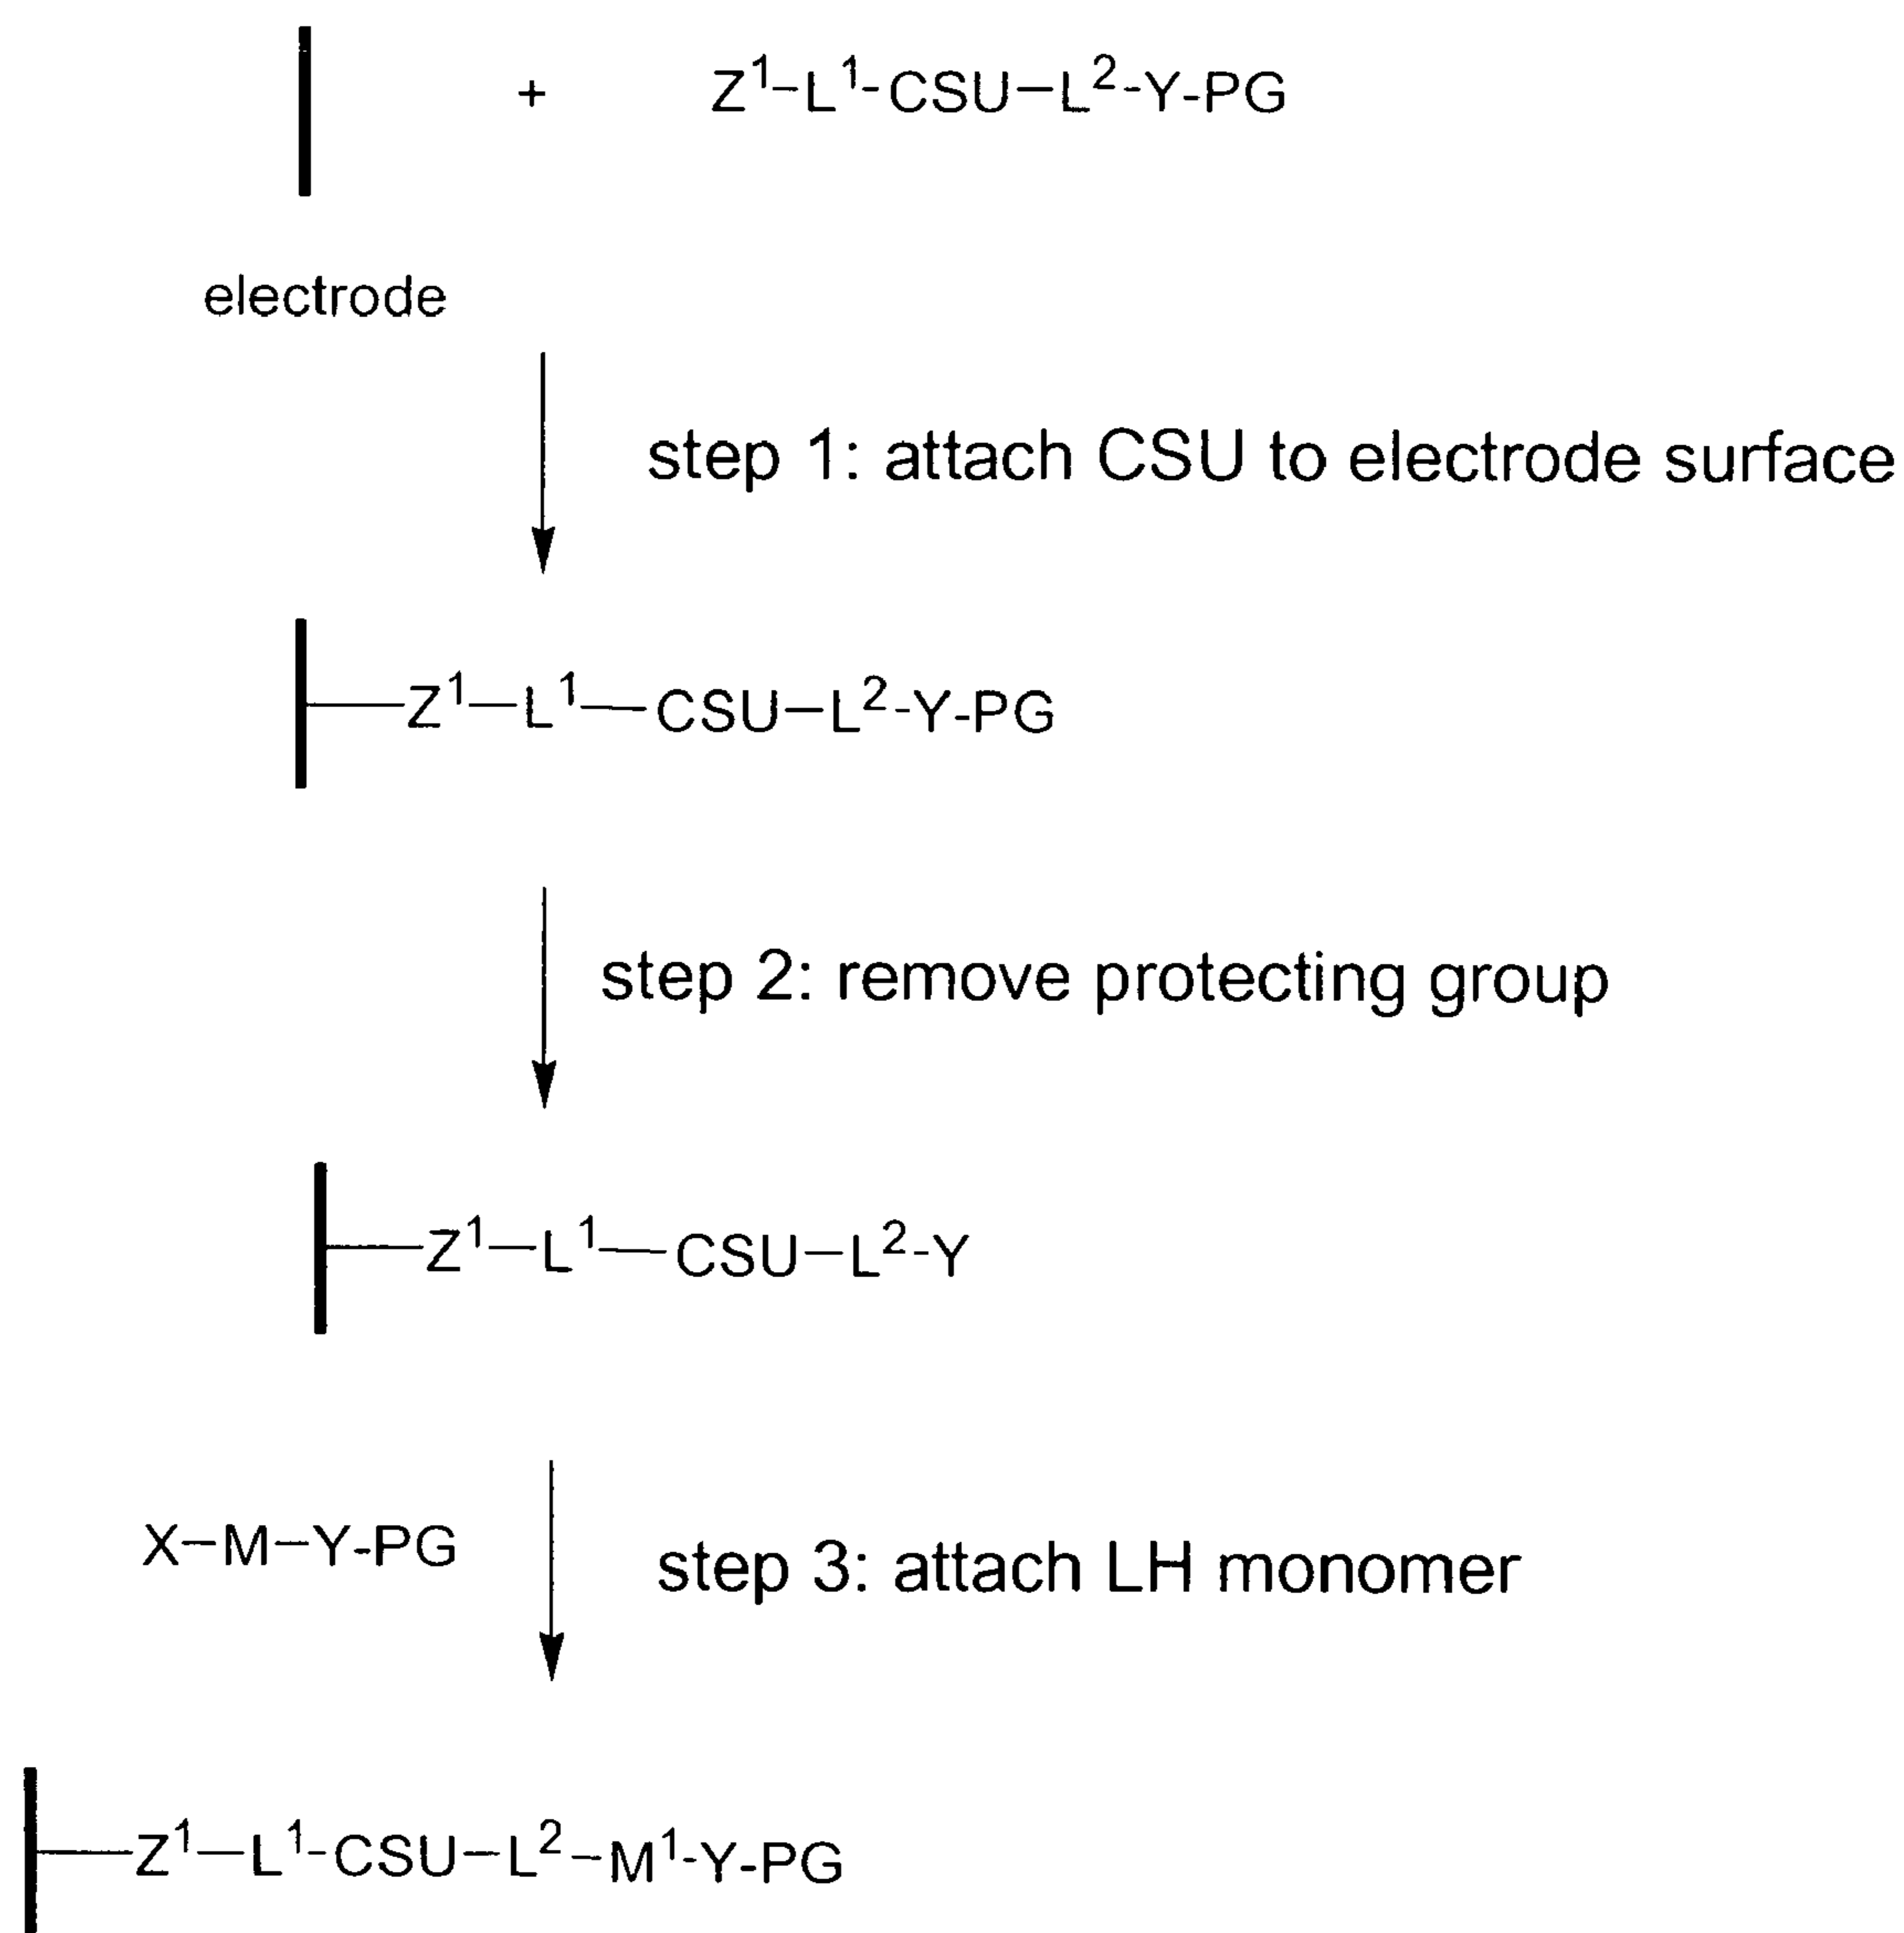 + Z¹–L¹-CSU–L²-Y-PG
electrode
step 1: attach CSU to electrode surface
Z¹–L¹–CSU–L²-Y-PG
step 2: remove protecting group
Z¹–L¹–CSU–L²-Y
X–M–Y-PG
step 3: attach LH monomer
Z¹–L¹-CSU–L²–M¹-Y-PG